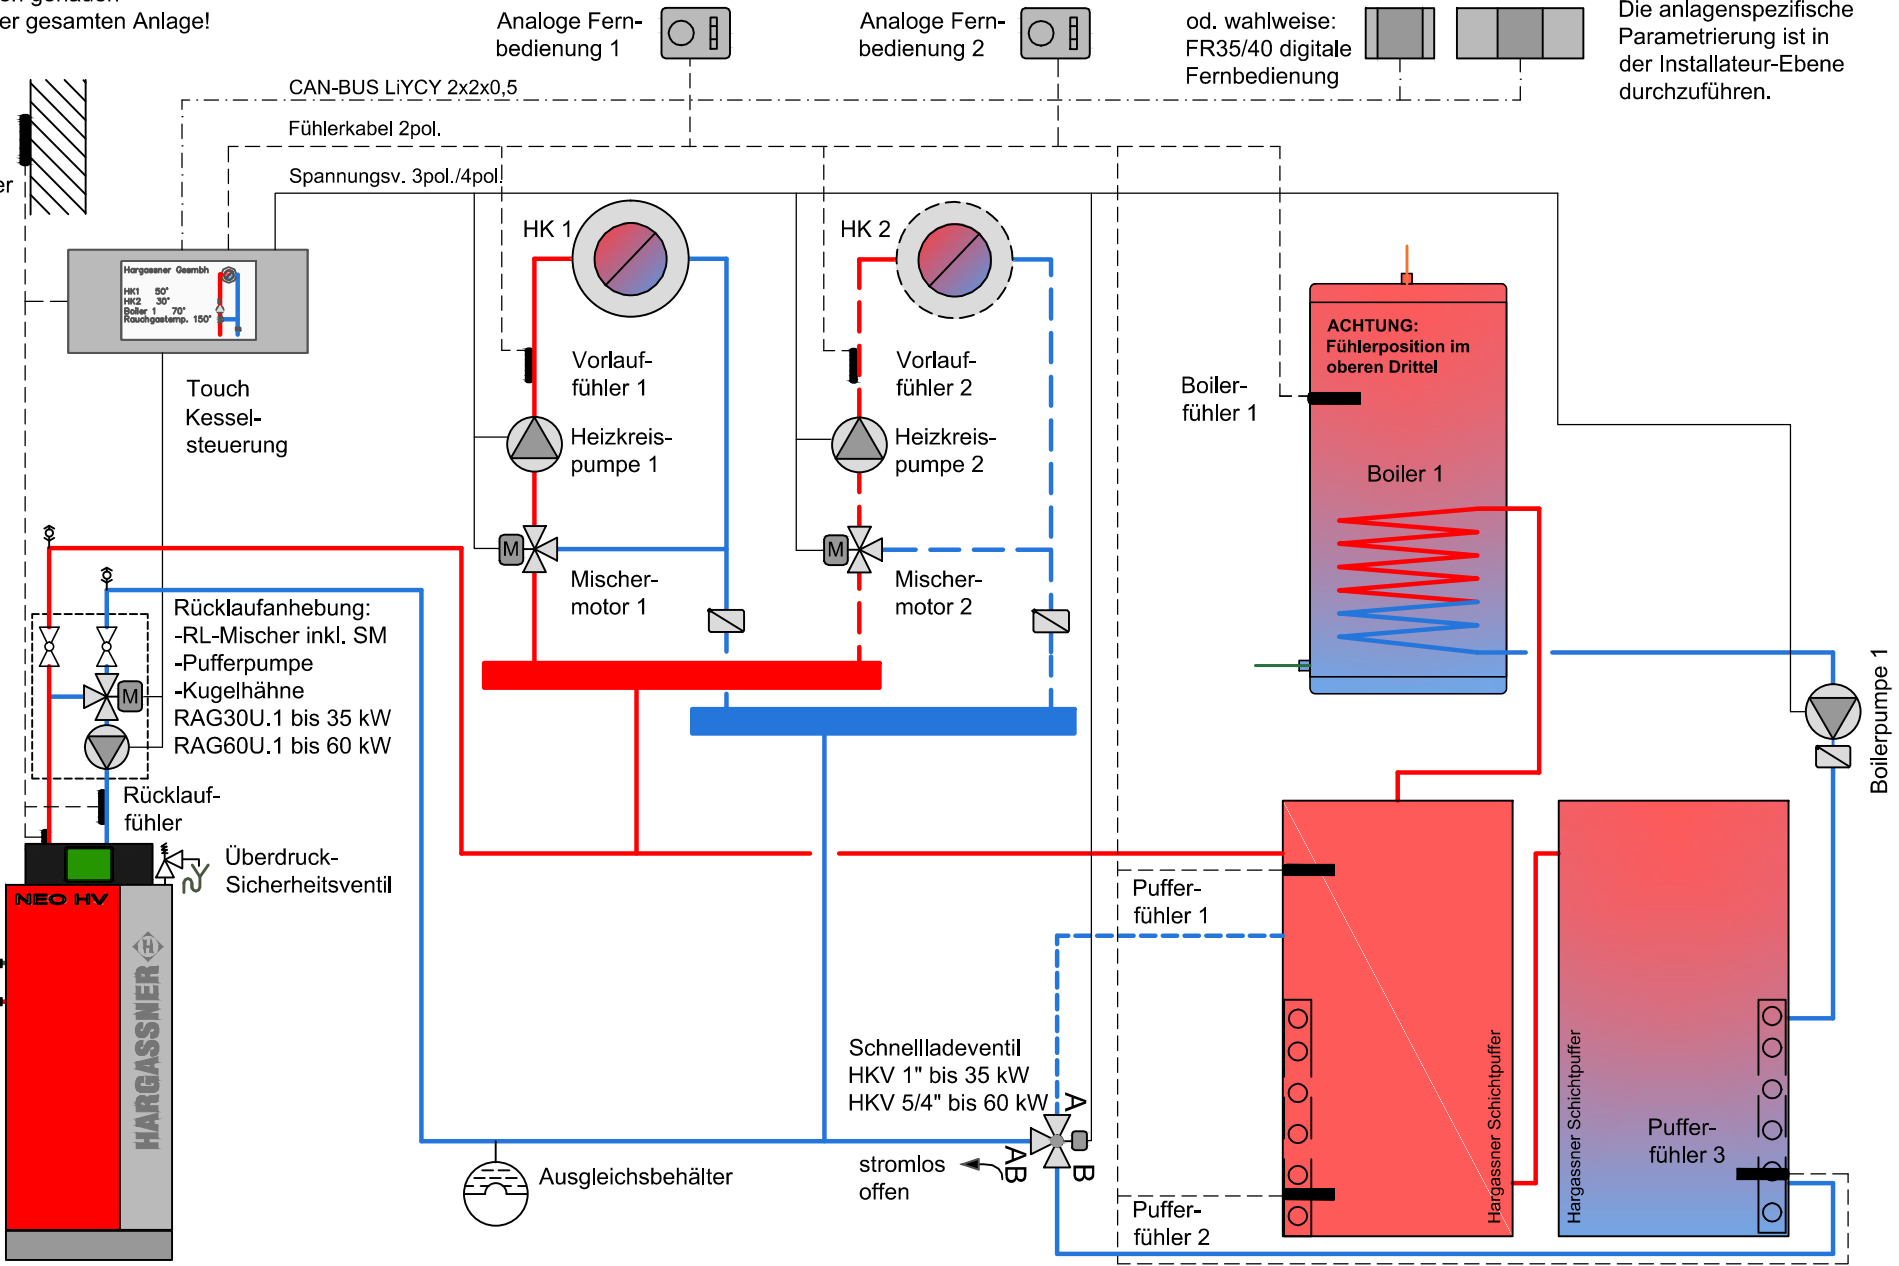 er gesamten Anlage!
Analoge Fern-
bedienung 1
Analoge Fern-
bedienung 2
od. wahlweise:
FR35/40 digitale
Fernbedienung
Die anlagenspezifische
Parametrierung ist in
der Installateur-Ebene
durchzuführen.
CAN-BUS LiYCY 2x2x0,5
Fühlerkabel 2pol.
Spannungsv. 3pol./4pol.
er
HK 1
HK 2
Hargassner Gesmbh
HK1 50°
HK2 30°
Boiler 1 70°
Rauchgastemp. 150°
Touch
Kessel-
steuerung
Vorlauf-
fühler 1
Vorlauf-
fühler 2
Heizkreis-
pumpe 1
Heizkreis-
pumpe 2
M
M
Mischer-
motor 1
Mischer-
motor 2
ACHTUNG:
Fühlerposition im
oberen Drittel
Boiler-
fühler 1
Boiler 1
Boilerpumpe 1
Rücklaufanhebung:
-RL-Mischer inkl. SM
-Pufferpumpe
-Kugelhähne
RAG30U.1 bis 35 kW
RAG60U.1 bis 60 kW
M
Rücklauf-
fühler
Überdruck-
Sicherheitsventil
NEO HV
H
HARGASSNER
Puffer-
fühler 1
Schnellladeventil
HKV 1" bis 35 kW
HKV 5/4" bis 60 kW
A
AB
B
stromlos
offen
Ausgleichsbehälter
Puffer-
fühler 2
Hargassner Schichtpuffer
Hargassner Schichtpuffer
Puffer-
fühler 3